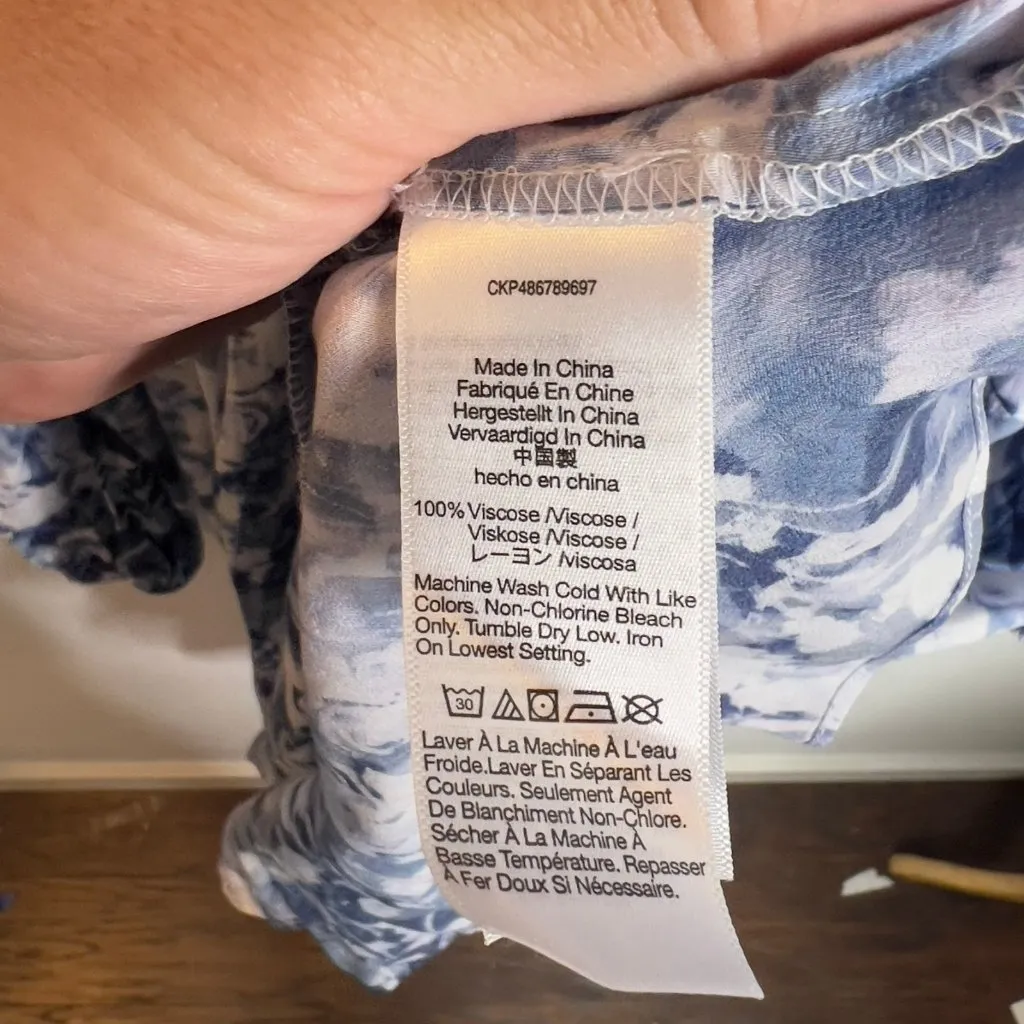 CKP486789697
Made In China
Fabriqué En Chine
Hergestellt In China
Vervaardigd In China
中国製
hecho en china
100% Viscose /Viscose /
Viskose /Viscose /
レーヨン /viscosa
Machine Wash Cold With Like
Colors. Non-Chlorine Bleach
Only. Tumble Dry Low. Iron
On Lowest Setting.
30
Laver À La Machine À L'eau
Froide.Laver En Séparant Les
Couleurs. Seulement Agent
De Blanchiment Non-Chlore.
Sécher À La Machine À
Basse Température. Repasser
À Fer Doux Si Nécessaire.